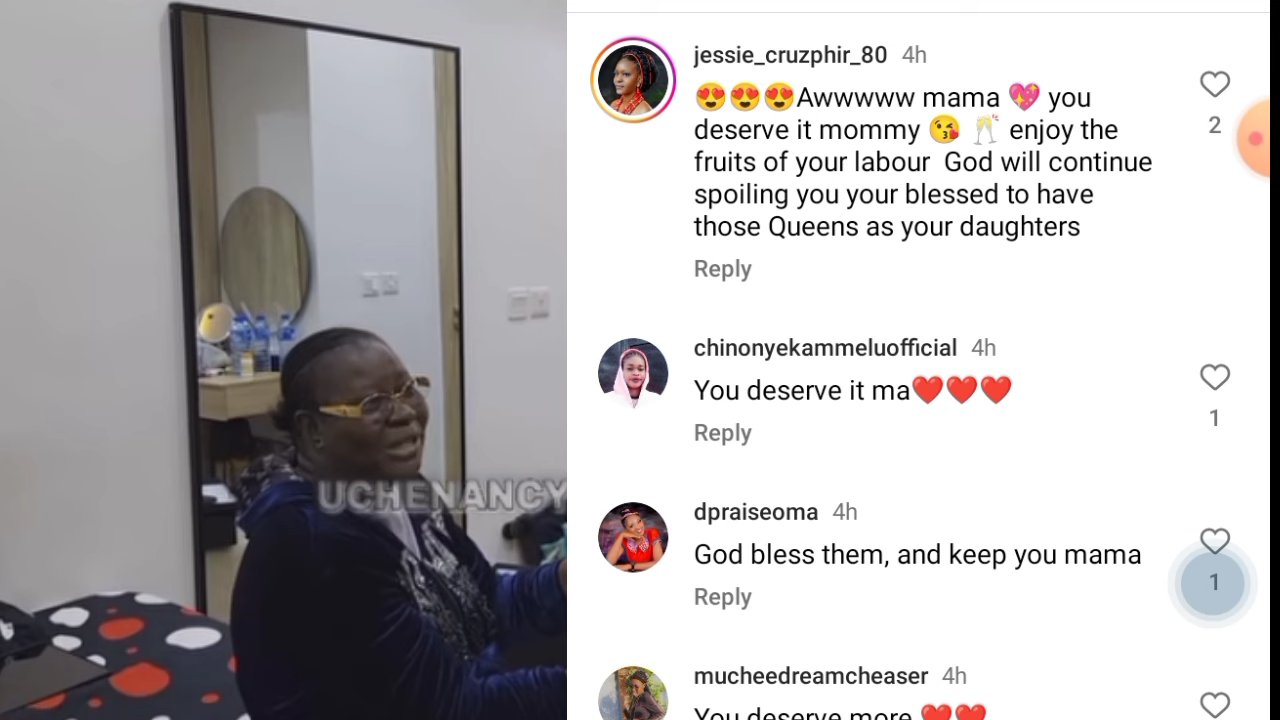 UCHENANCY
jessie_cruzphir_80 4h
😍😍😍Awwwww mama 💖 you
deserve it mommy 😘 🥂 enjoy the
fruits of your labour  God will continue
spoiling you your blessed to have
those Queens as your daughters
2
Reply
chinonyekammeluofficial 4h
You deserve it ma❤️❤️❤️
1
Reply
dpraiseoma 4h
God bless them, and keep you mama
1
Reply
mucheedreamcheaser 4h
You deserve more ❤️❤️